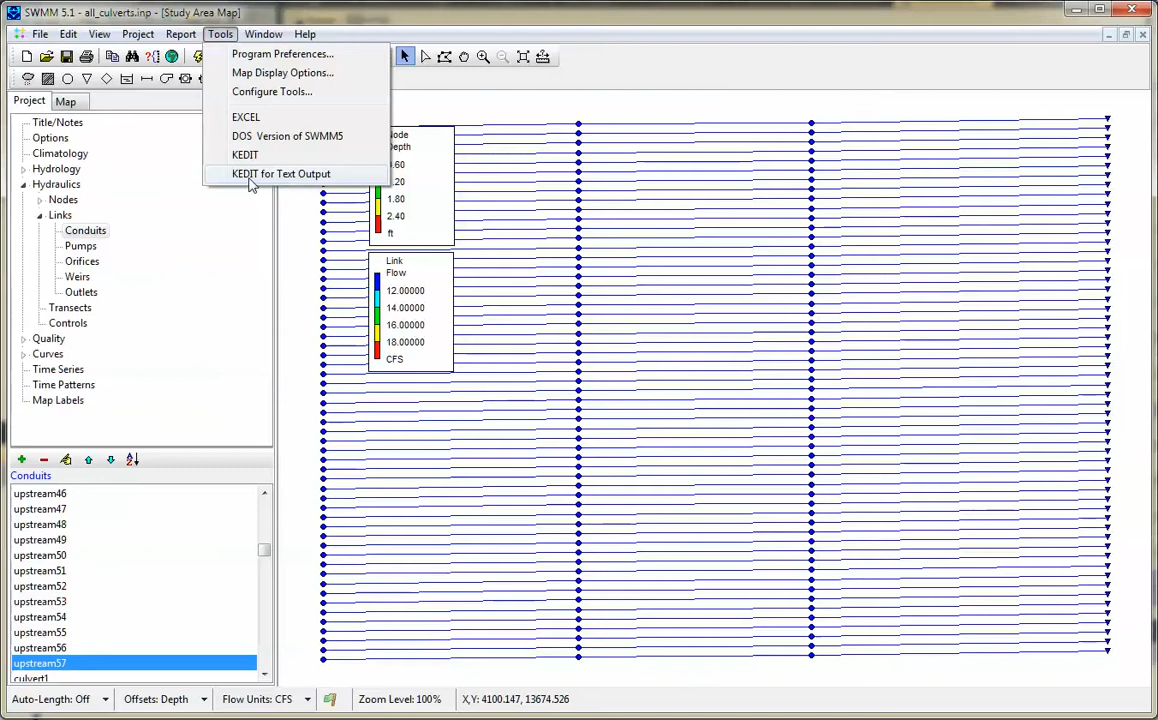 SWMM 5.1 - all_culverts.inp - [Study Area Map]
File Edit View Project Report Tools Window Help
Program Preferences...
Map Display Options...
Configure Tools...
EXCEL
DOS Version of SWMM5
KEDIT
KEDIT for Text Output
Project Map
Title/Notes
Options
Climatology
Hydrology
Hydraulics
Nodes
Links
Conduits
Pumps
Orifices
Weirs
Outlets
Transects
Controls
Quality
Curves
Time Series
Time Patterns
Map Labels
Conduits
upstream46
upstream47
upstream48
upstream49
upstream50
upstream51
upstream52
upstream53
upstream54
upstream55
upstream56
upstream57
culvert1
Depth
1.80
2.40
ft
Link
Flow
12.00000
14.00000
16.00000
18.00000
CFS
Auto-Length: Off Offsets: Depth Flow Units: CFS Zoom Level: 100% X,Y: 4100.147, 13674.526